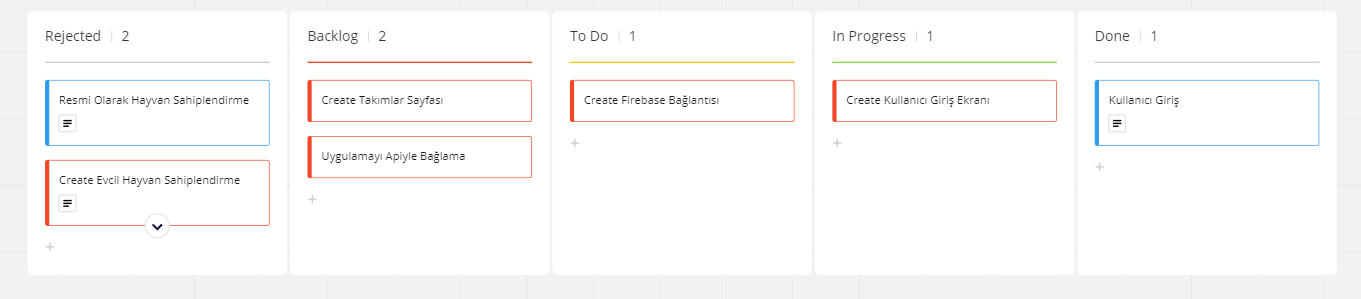 Rejected 2
Resmi Olarak Hayvan Sahiplendirme
Create Evcil Hayvan Sahiplendirme
Backlog 2
Create Takımlar Sayfası
Uygulamayı Apiyle Bağlama
To Do 1
Create Firebase Bağlantısı
In Progress 1
Create Kullanıcı Giriş Ekranı
Done 1
Kullanıcı Giriş